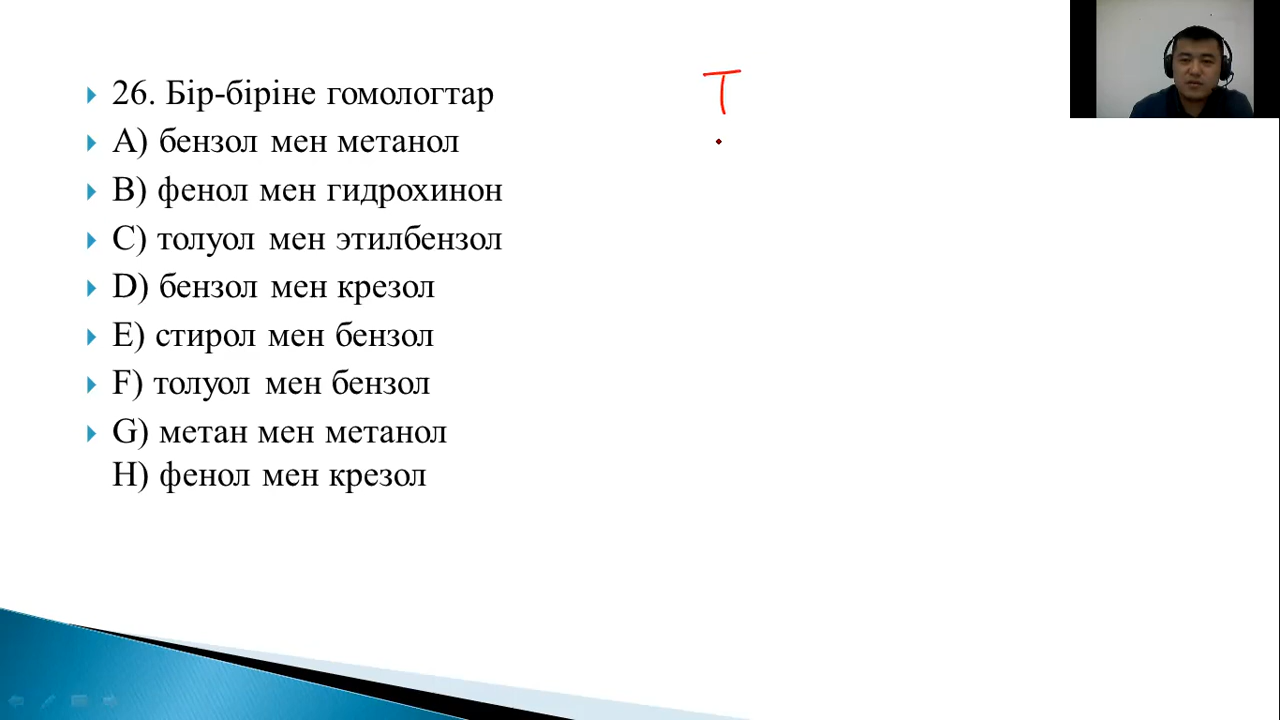 26. Бір-біріне гомологтар
A) бензол мен метанол
B) фенол мен гидрохинон
C) толуол мен этилбензол
D) бензол мен крезол
E) стирол мен бензол
F) толуол мен бензол
G) метан мен метанол
H) фенол мен крезол
Т